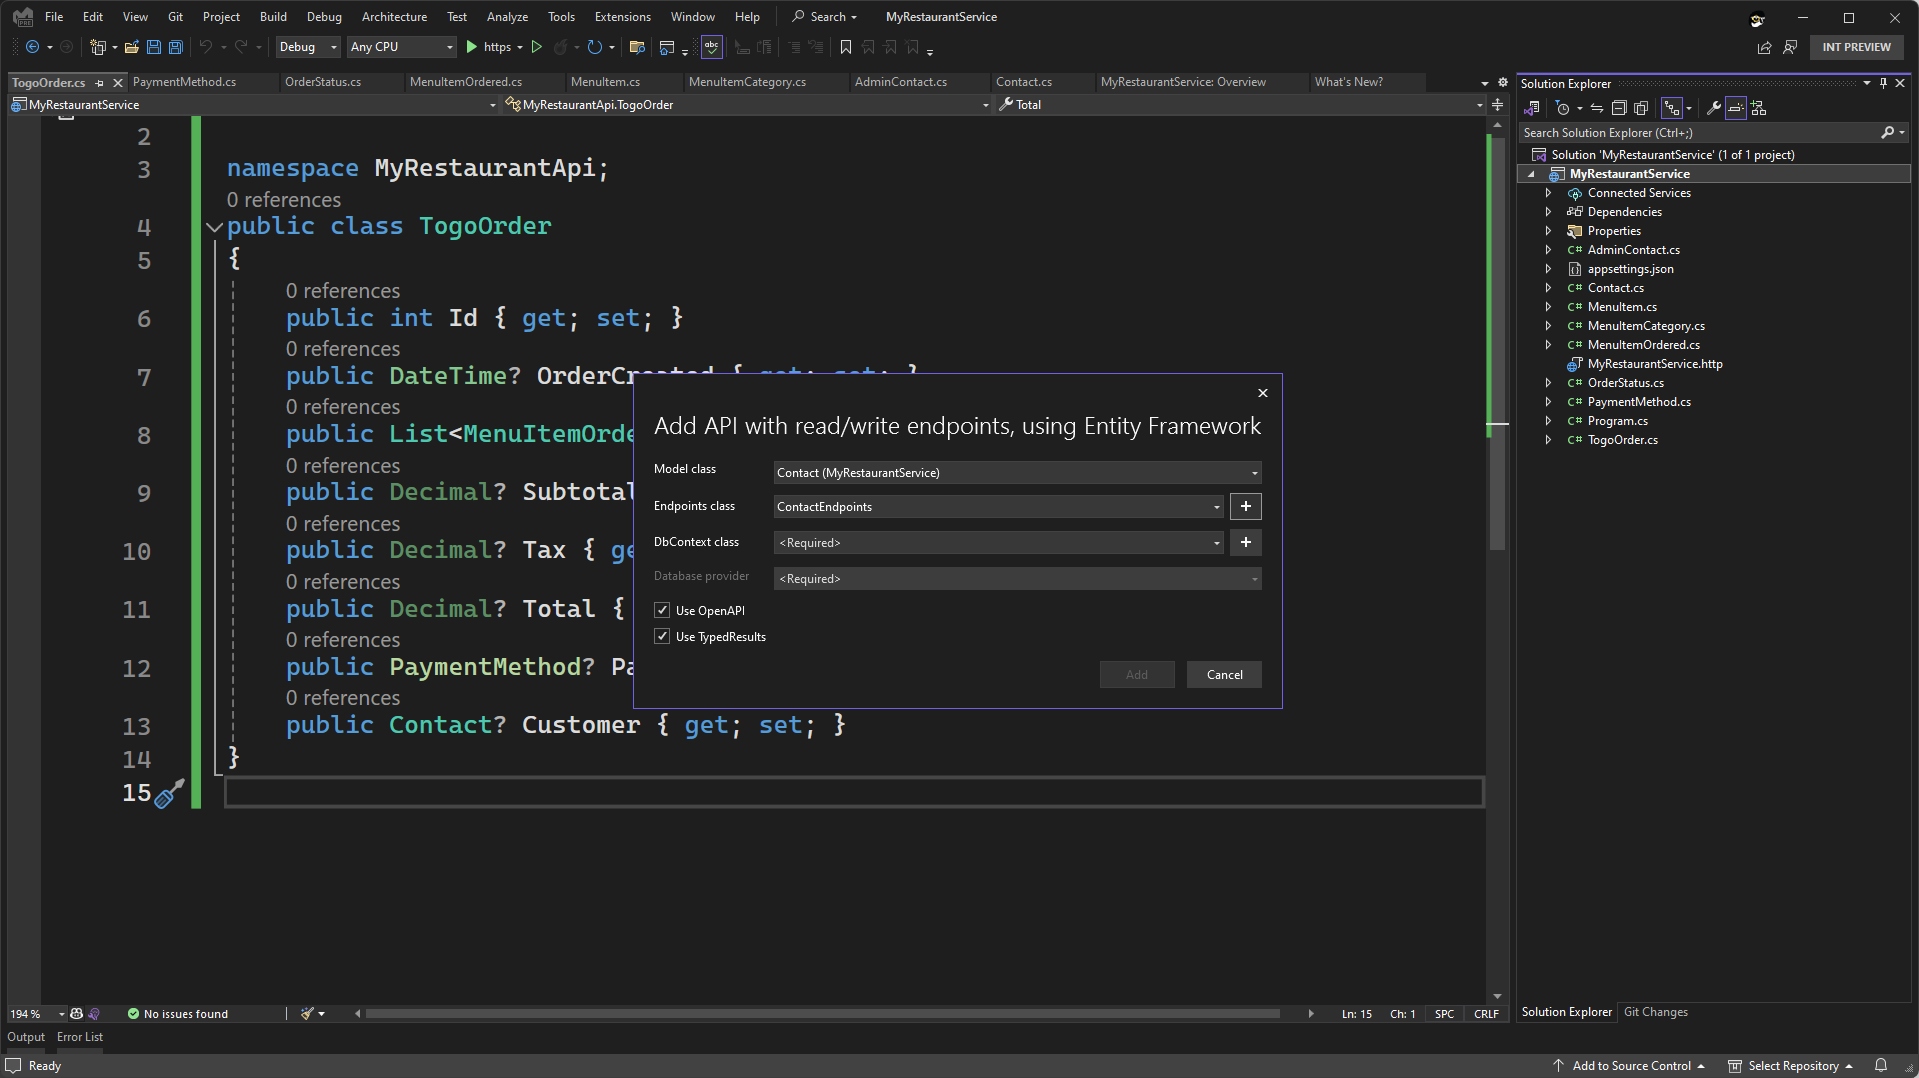 File Edit View Git Project Build Debug Architecture Test Analyze Tools Extensions Window Help Search MyRestaurantService
Debug Any CPU https abc INT PREVIEW
TogoOrder.cs PaymentMethod.cs OrderStatus.cs MenuItemOrdered.cs MenuItem.cs MenuItemCategory.cs AdminContact.cs Contact.cs MyRestaurantService: Overview What's New?
MyRestaurantService MyRestaurantApi.TogoOrder Total
2
3 namespace MyRestaurantApi;
0 references
4 public class TogoOrder
5 {
0 references
6 public int Id { get; set; }
0 references
7 public DateTime? OrderCreated { get; set; }
0 references
8 public List<MenuItemOrde
0 references
9 public Decimal? Subtotal
0 references
10 public Decimal? Tax { ge
0 references
11 public Decimal? Total {
0 references
12 public PaymentMethod? Pa
0 references
13 public Contact? Customer { get; set; }
14 }
15
Add API with read/write endpoints, using Entity Framework
Model class Contact (MyRestaurantService)
Endpoints class ContactEndpoints
DbContext class <Required>
Database provider <Required>
Use OpenAPI
Use TypedResults
Add Cancel
Solution Explorer
Search Solution Explorer (Ctrl+;)
Solution 'MyRestaurantService' (1 of 1 project)
MyRestaurantService
Connected Services
Dependencies
Properties
C# AdminContact.cs
appsettings.json
C# Contact.cs
C# MenuItem.cs
C# MenuItemCategory.cs
C# MenuItemOrdered.cs
MyRestaurantService.http
C# OrderStatus.cs
C# PaymentMethod.cs
C# Program.cs
C# TogoOrder.cs
Solution Explorer Git Changes
194 % No issues found Ln: 15 Ch: 1 SPC CRLF
Output Error List
Ready Add to Source Control Select Repository